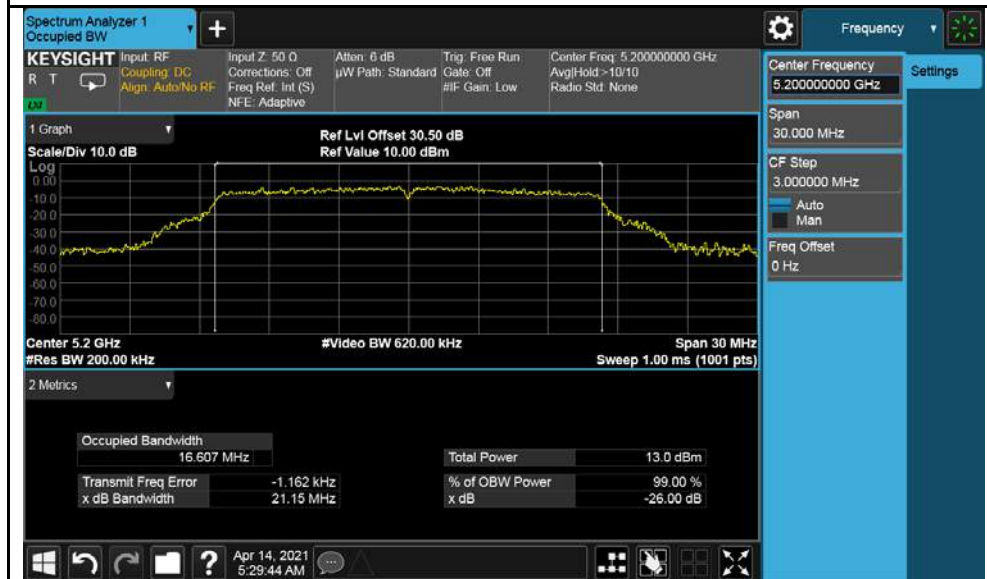 Spectrum Analyzer 1
Occupied BW
+
Frequency
KEYSIGHT
R T
LXI
Input: RF
Coupling: DC
Align: Auto/No RF
Input Z: 50 Ω
Corrections: Off
Freq Ref: Int (S)
NFE: Adaptive
Atten: 6 dB
µW Path: Standard
Trig: Free Run
Gate: Off
#IF Gain: Low
Center Freq: 5.200000000 GHz
Avg|Hold:>10/10
Radio Std: None
Center Frequency
5.200000000 GHz
Settings
Span
30.000 MHz
CF Step
3.000000 MHz
Auto
Man
Freq Offset
0 Hz
1 Graph
Scale/Div 10.0 dB
Ref Lvl Offset 30.50 dB
Ref Value 10.00 dBm
Log
0.00
-10.0
-20.0
-30.0
-40.0
-50.0
-60.0
-70.0
-80.0
Center 5.2 GHz
#Video BW 620.00 kHz
Span 30 MHz
#Res BW 200.00 kHz
Sweep 1.00 ms (1001 pts)
2 Metrics
Occupied Bandwidth
16.607 MHz
Total Power 13.0 dBm
Transmit Freq Error -1.162 kHz
% of OBW Power 99.00 %
x dB Bandwidth 21.15 MHz
x dB -26.00 dB
?
Apr 14, 2021
5:29:44 AM